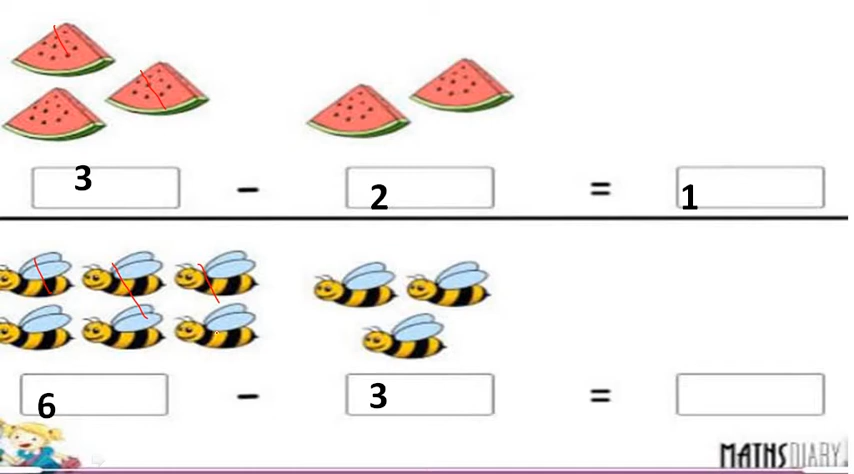 3 - 2 = 1
6 - 3 =
MATHSDIARY